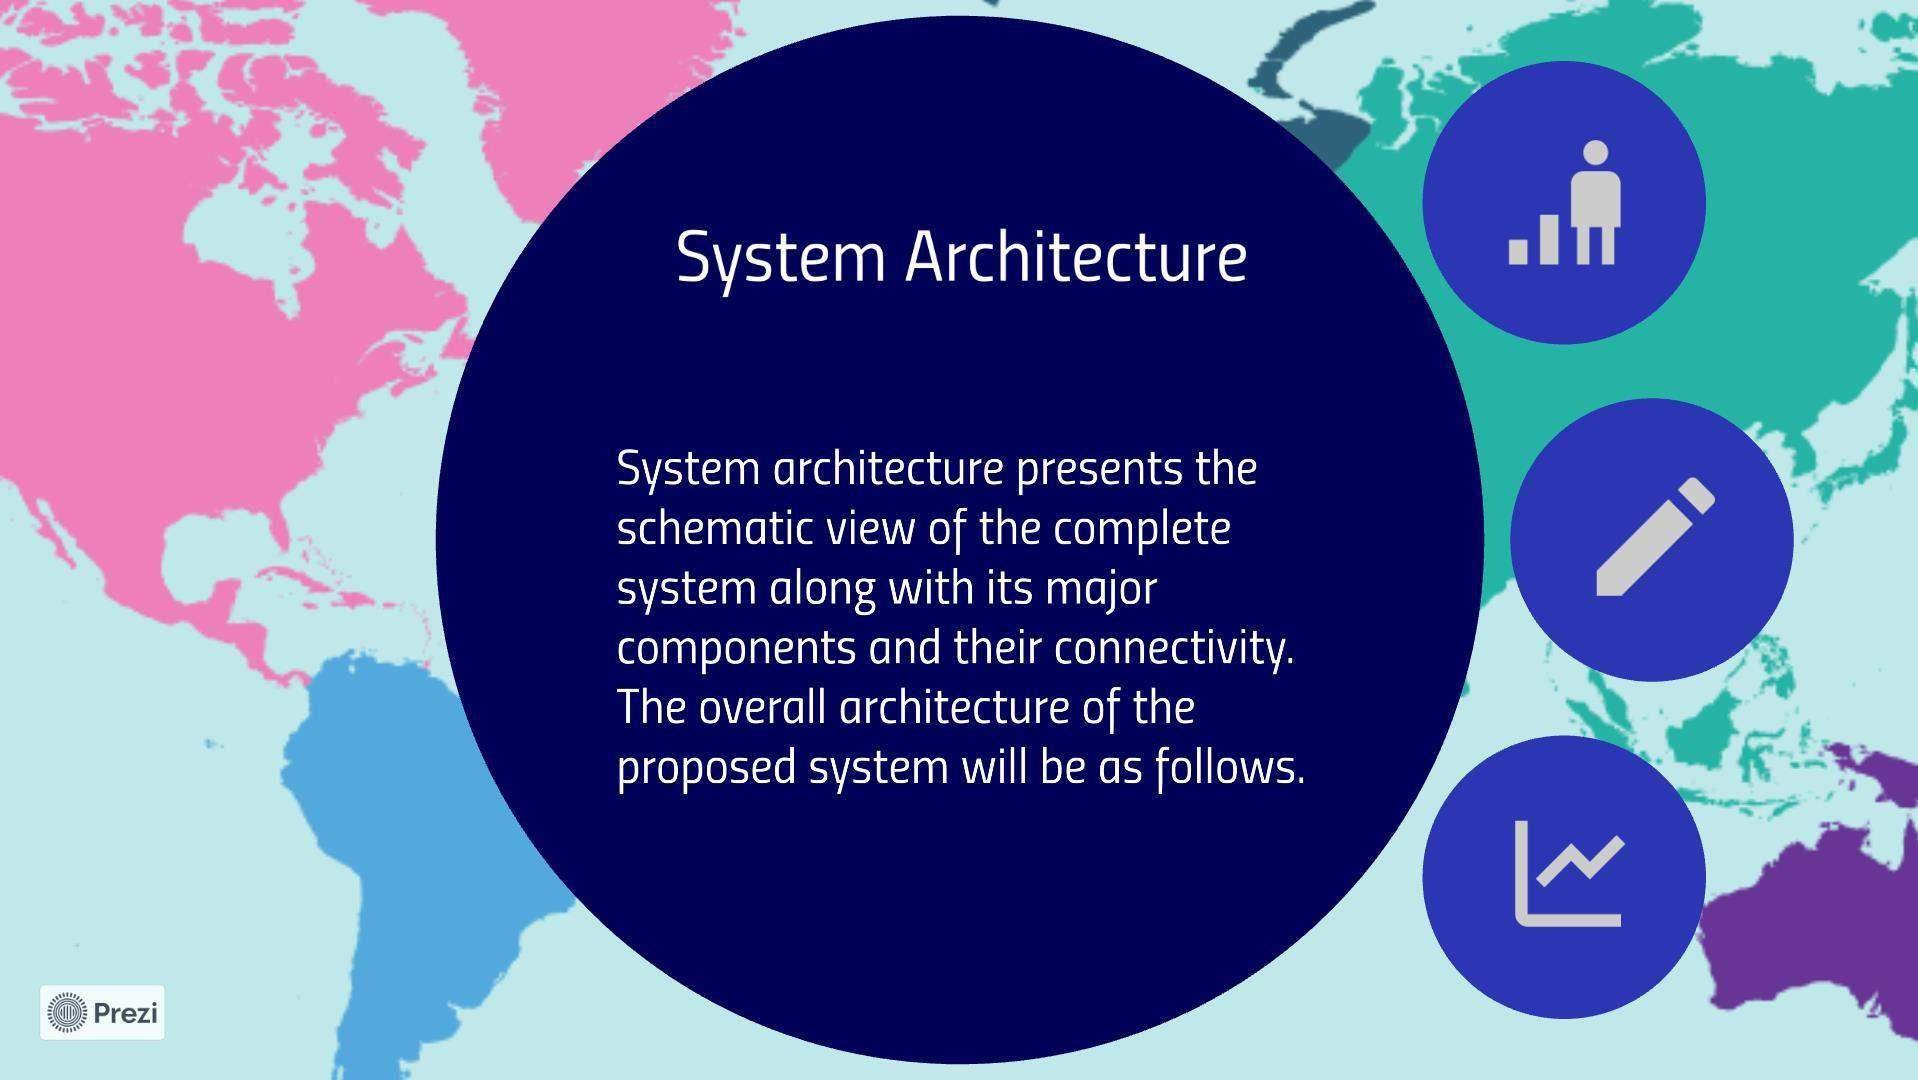 System Architecture
System architecture presents the
schematic view of the complete
system along with its major
components and their connectivity.
The overall architecture of the
proposed system will be as follows.
Prezi